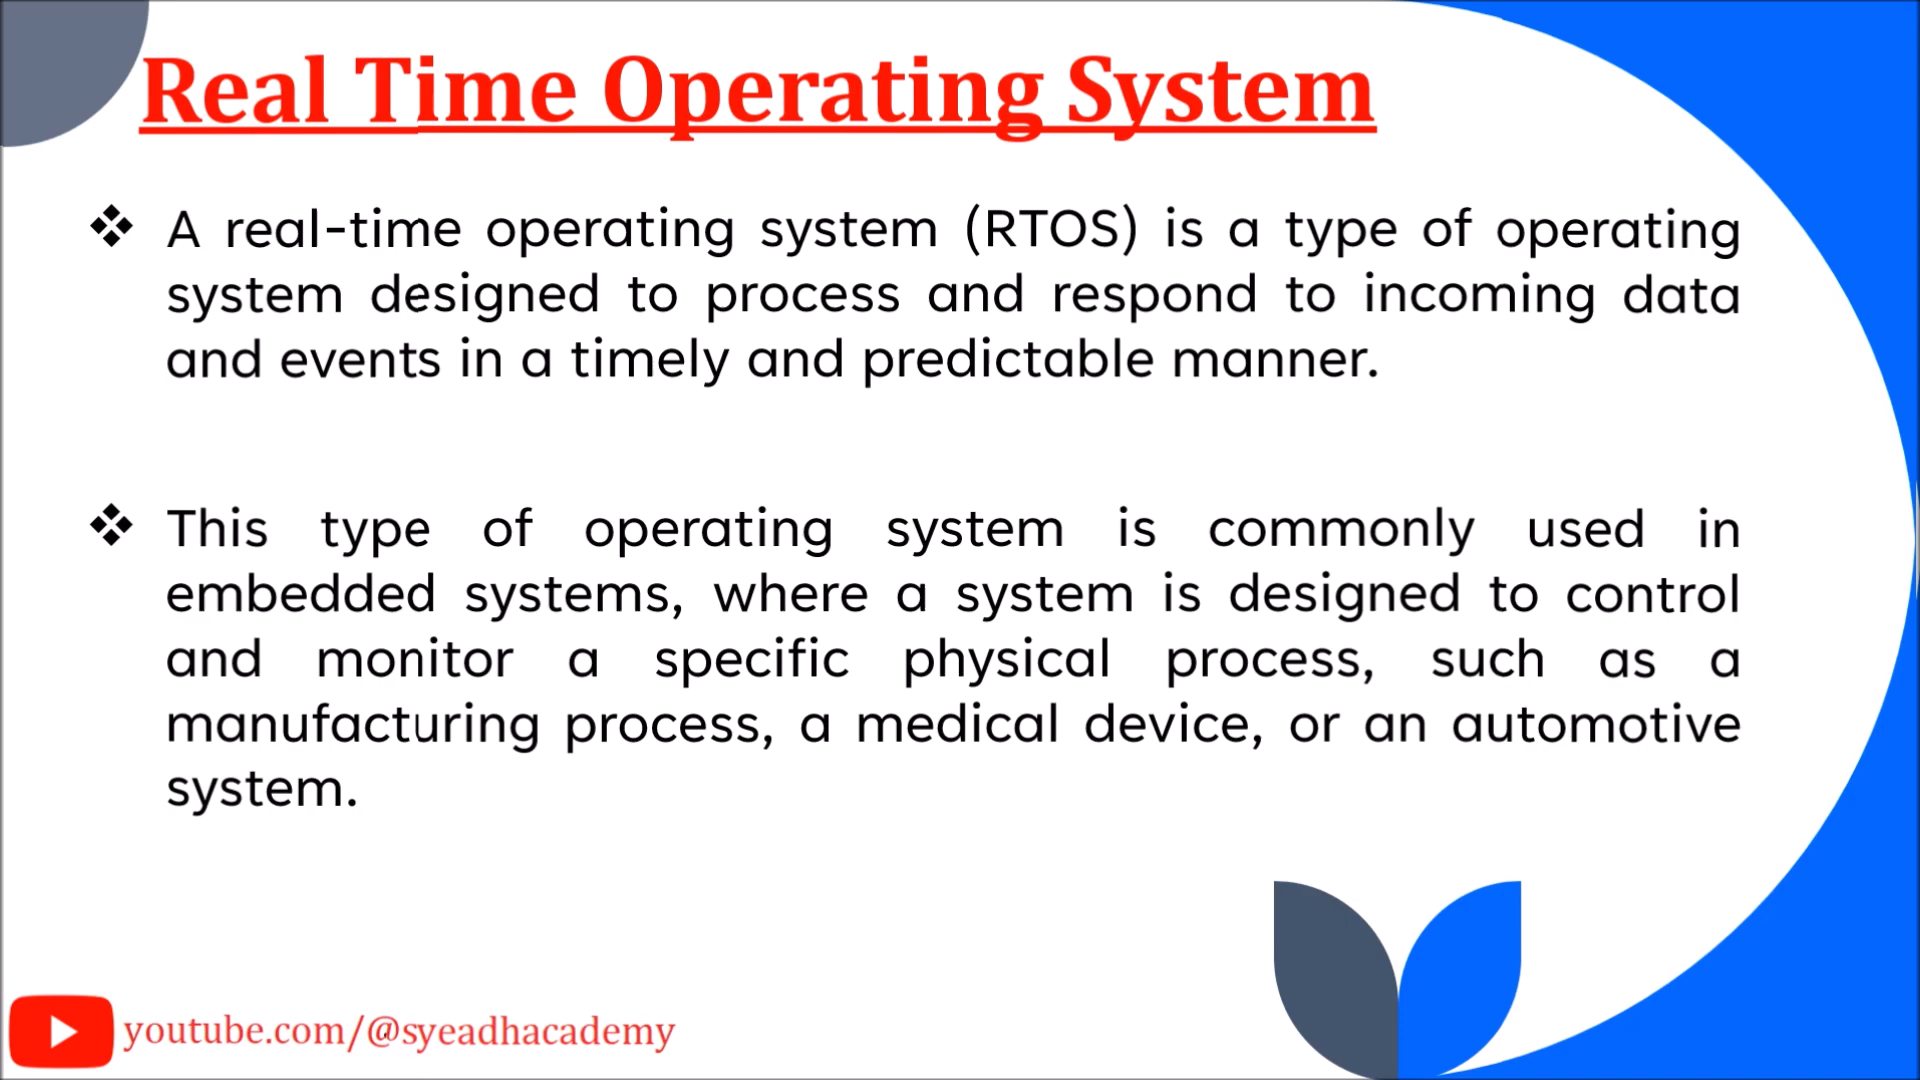 Real Time Operating System
❖ A real-time operating system (RTOS) is a type of operating
system designed to process and respond to incoming data
and events in a timely and predictable manner.
❖ This type of operating system is commonly used in
embedded systems, where a system is designed to control
and monitor a specific physical process, such as a
manufacturing process, a medical device, or an automotive
system.
youtube.com/@syeadhacademy